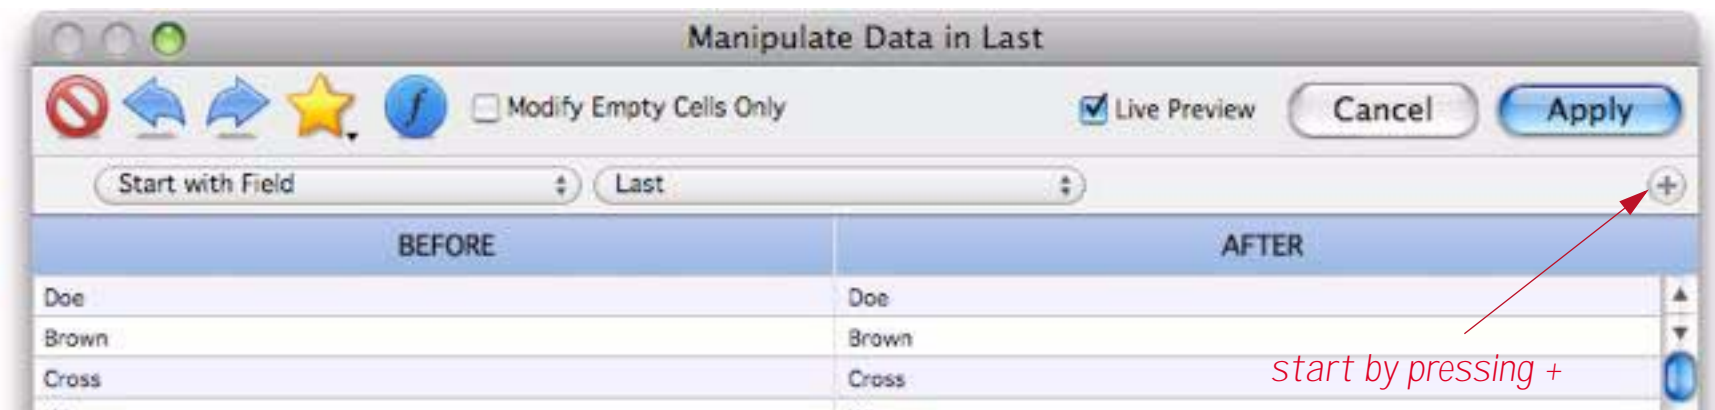 Manipulate Data in Last
f Modify Empty Cells Only Live Preview Cancel Apply
Start with Field Last +
BEFORE AFTER
Doe Doe
Brown Brown
Cross Cross
start by pressing +